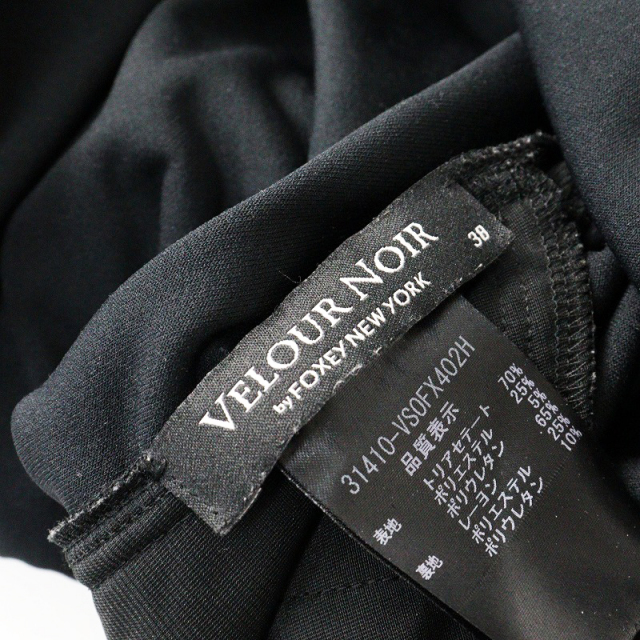 VELOUR NOIR
by FOXEY NEW YORK
38
31410-VS0FX402H
品質表示
表地 トリアセテート 70%
ポリエステル 25%
ポリウレタン 5%
裏地 レーヨン 65%
ポリエステル 25%
ポリウレタン 10%